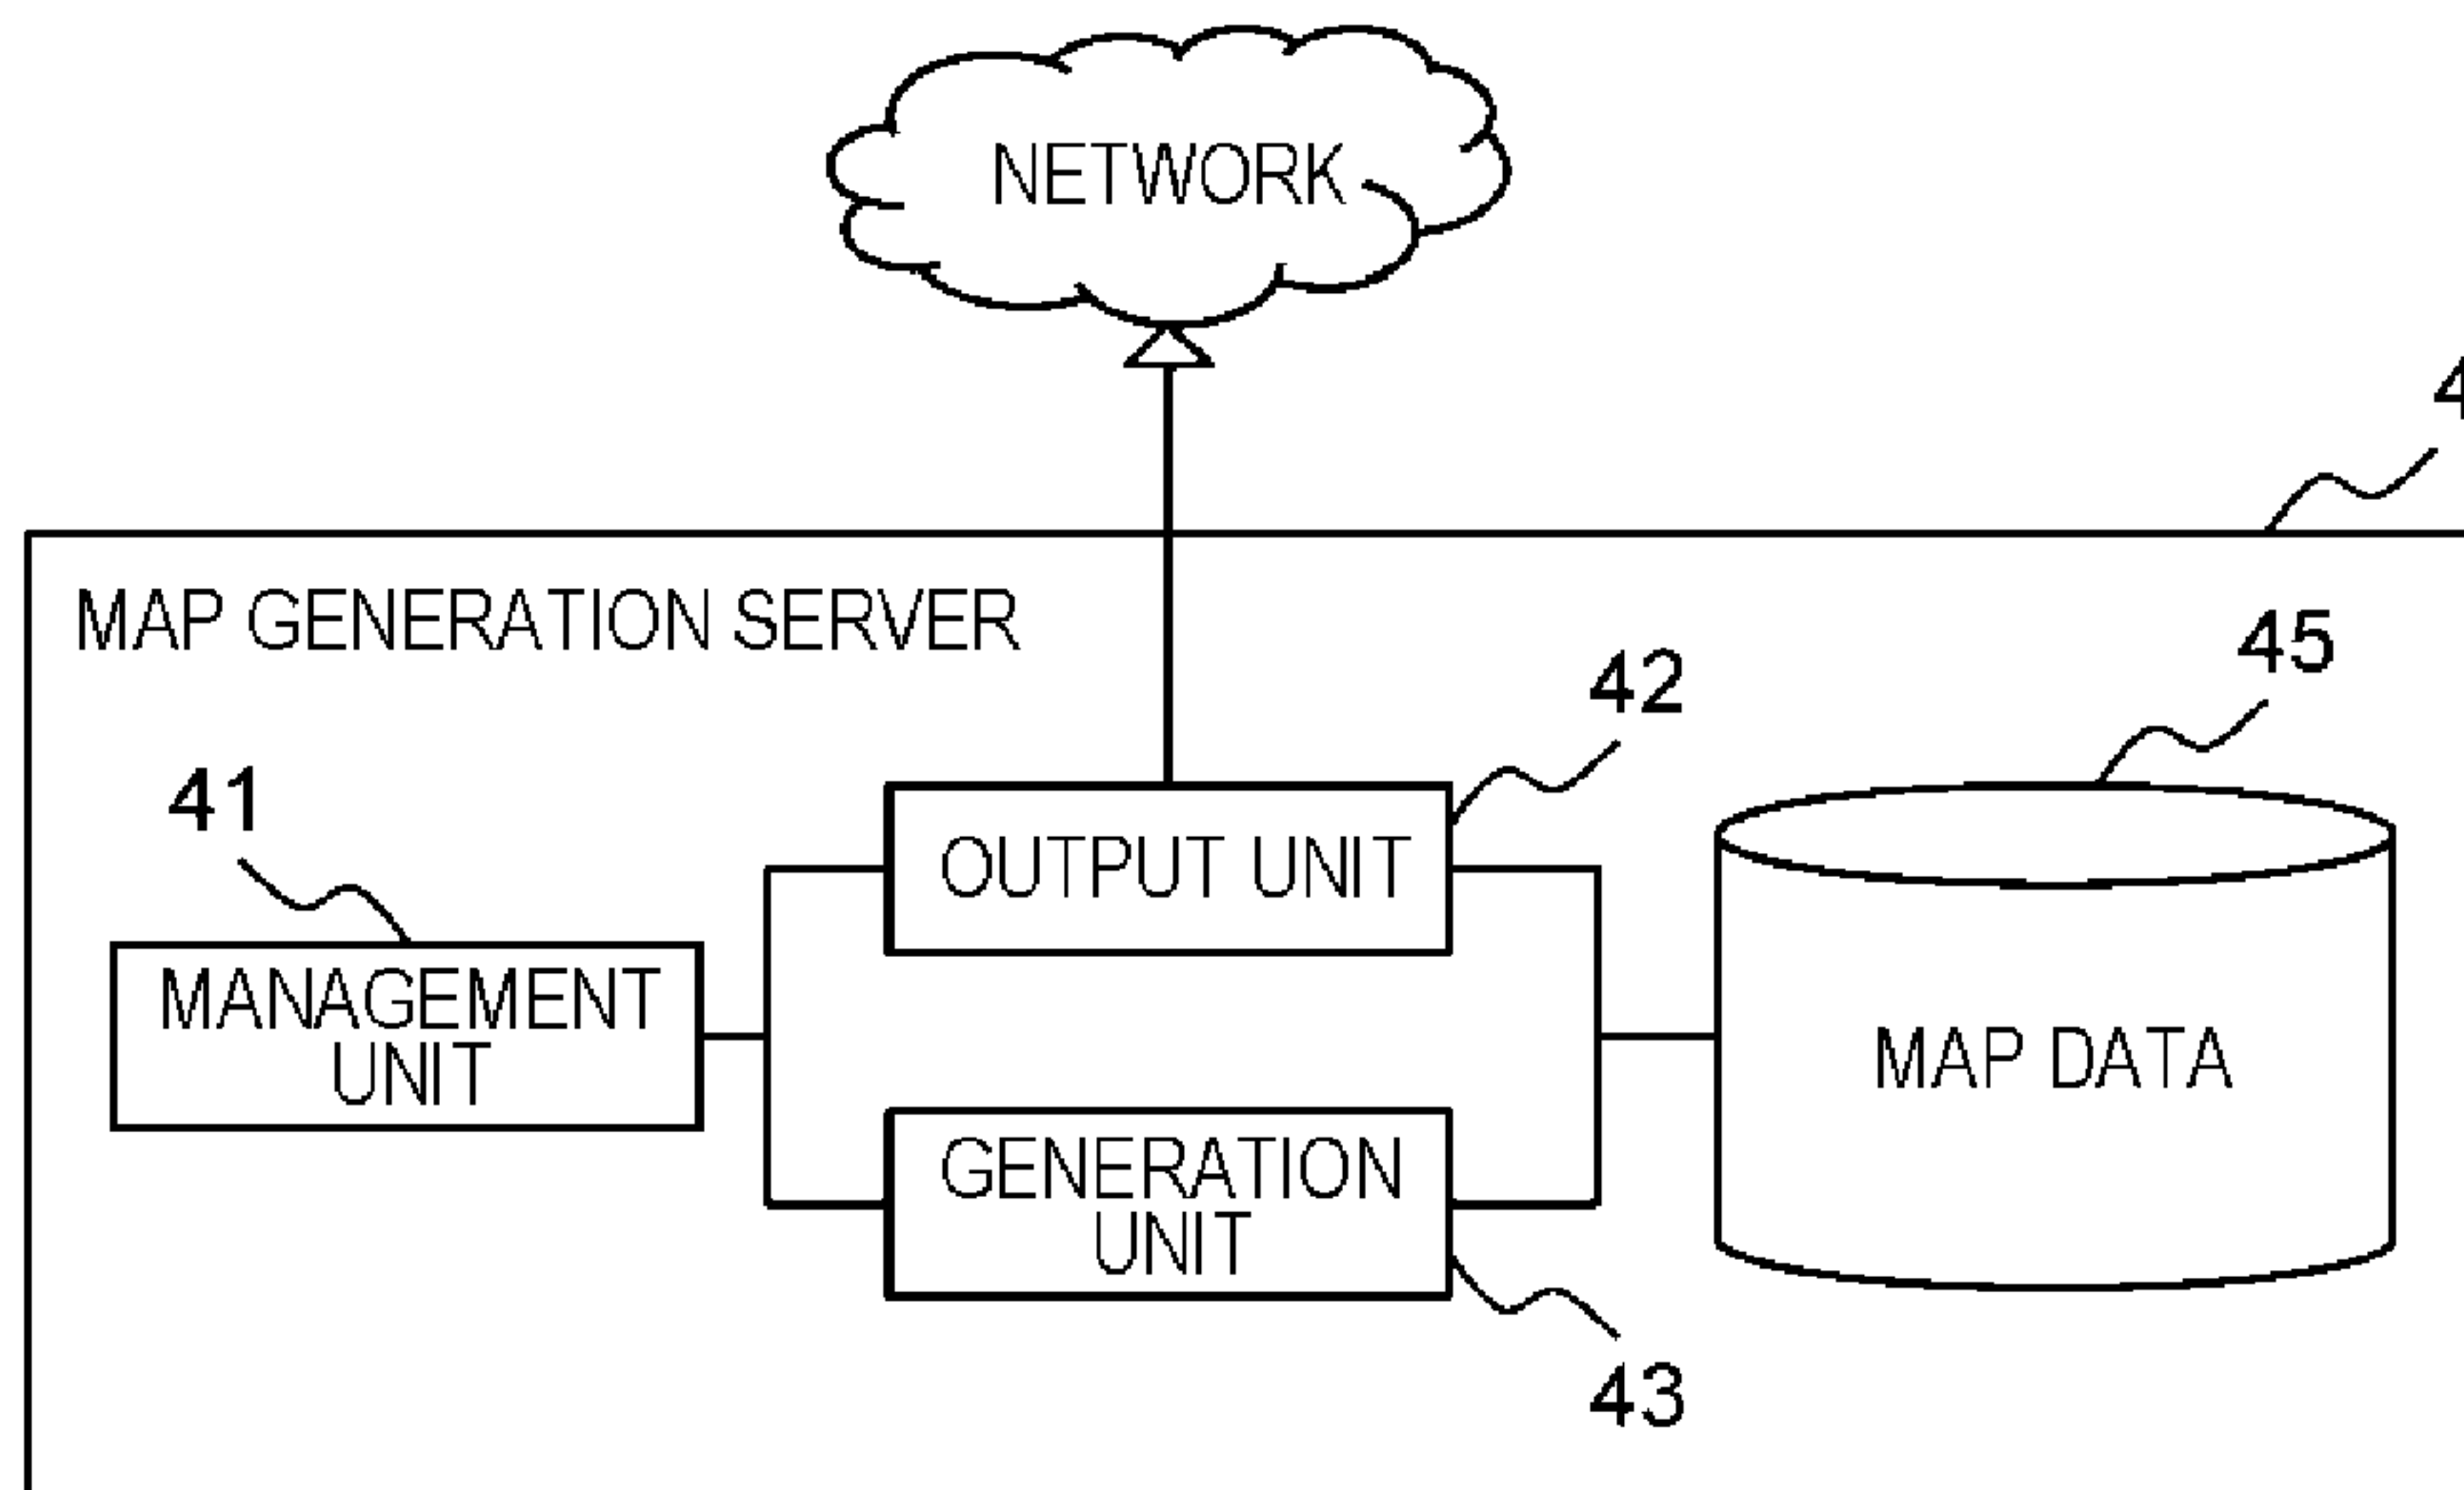 NETWORK
MAP GENERATION SERVER
45
42
41
OUTPUT UNIT
MANAGEMENT
UNIT
MAP DATA
GENERATION
UNIT
43